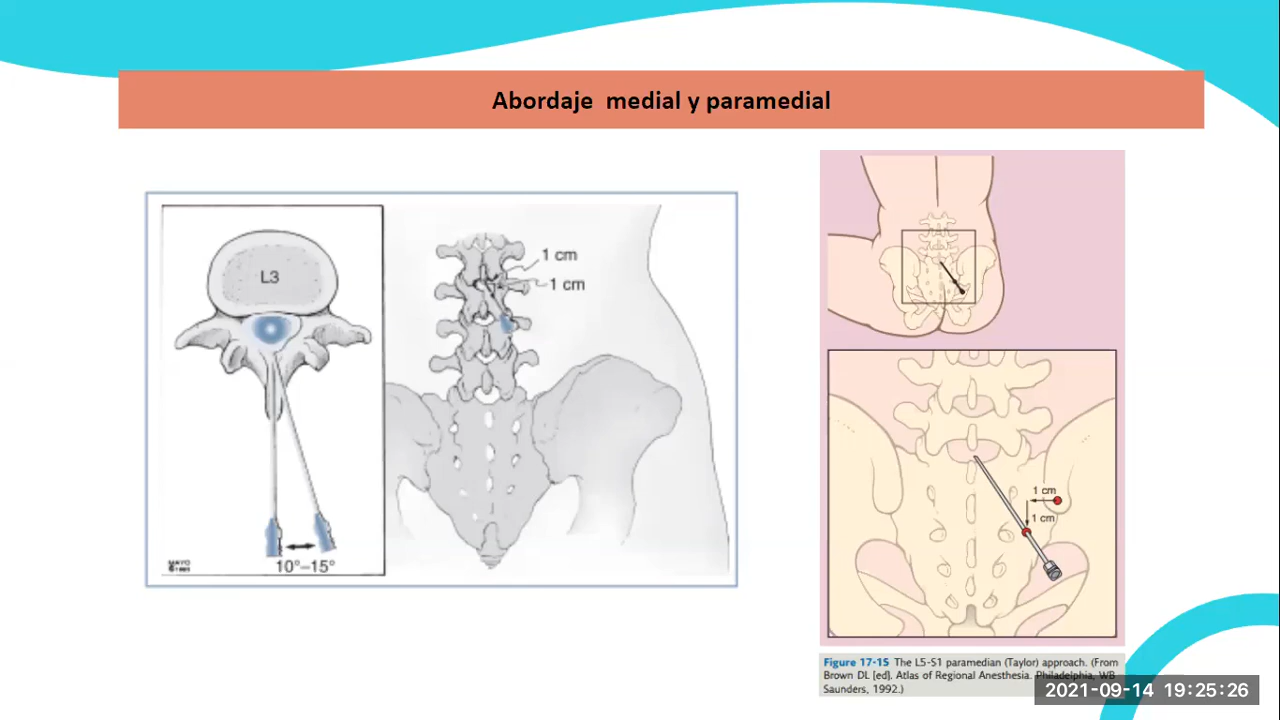 Abordaje medial y paramedial
L3
10°–15°
MAYO
1 cm
1 cm
1 cm
1 cm
Figure 17-15 The L5-S1 paramedian (Taylor) approach. (From
Brown DL [ed]. Atlas of Regional Anesthesia. Philadelphia, WB
Saunders, 1992.)
2021-09-14 19:25:26